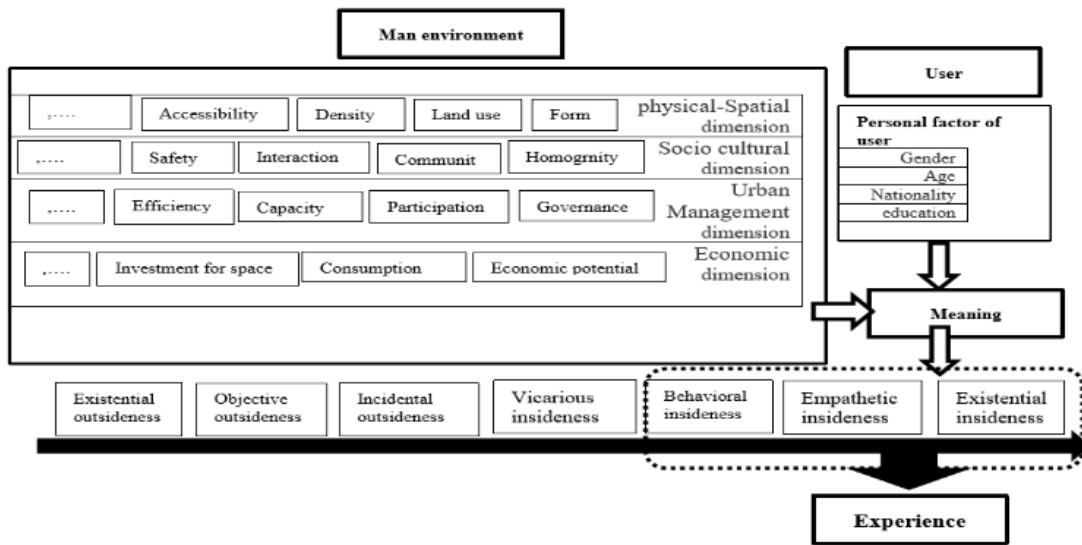 Man environment
User
,.... Accessibility Density Land use Form physical-Spatial
dimension
,.... Safety Interaction Communit Homogrnity Socio cultural
dimension
,.... Efficiency Capacity Participation Governance Urban
Management
dimension
,.... Investment for space Consumption Economic potential Economic
dimension
Personal factor of
user
Gender
Age
Nationality
education
Meaning
Existential
outsideness
Objective
outsideness
Incidental
outsideness
Vicarious
insideness
Behavioral
insideness
Empathetic
insideness
Existential
insideness
Experience